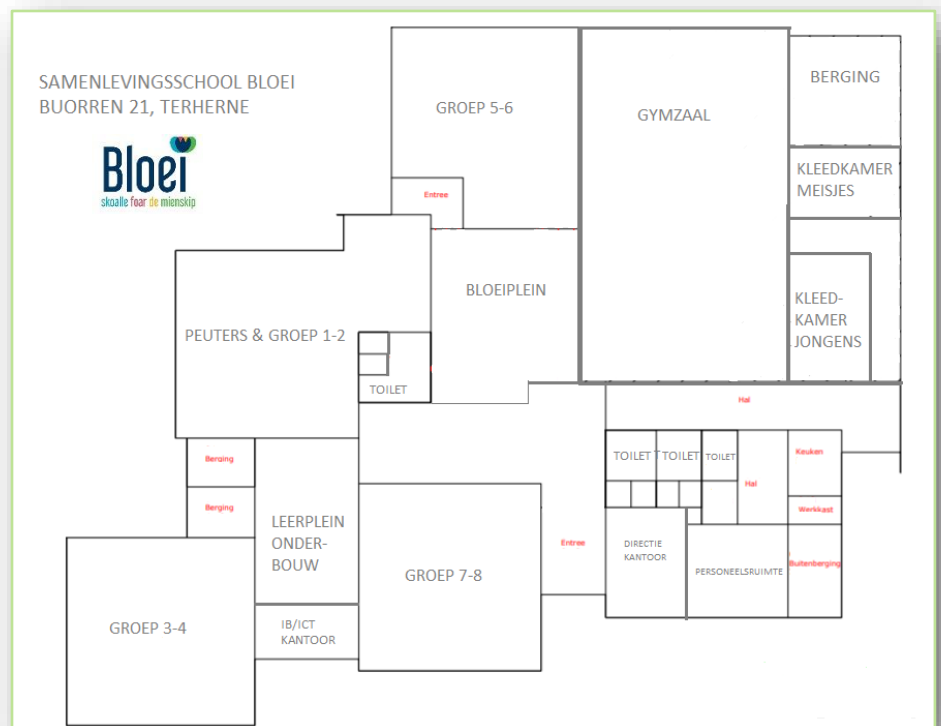 SAMENLEVINGSSCHOOL BLOEI
BUORREN 21, TERHERNE
Bloei
skoalle foar de mienskip
GROEP 5-6
GYMZAAL
BERGING
KLEEDKAMER
MEISJES
Entree
BLOEIPLEIN
KLEED-
KAMER
JONGENS
PEUTERS & GROEP 1-2
TOILET
Hal
Berging
TOILET
TOILET
TOILET
Keuken
Hal
Berging
Werkkast
LEERPLEIN
ONDER-
BOUW
Entree
DIRECTIE
KANTOOR
PERSONEELSRUIMTE
Buitenberging
GROEP 7-8
GROEP 3-4
IB/ICT
KANTOOR